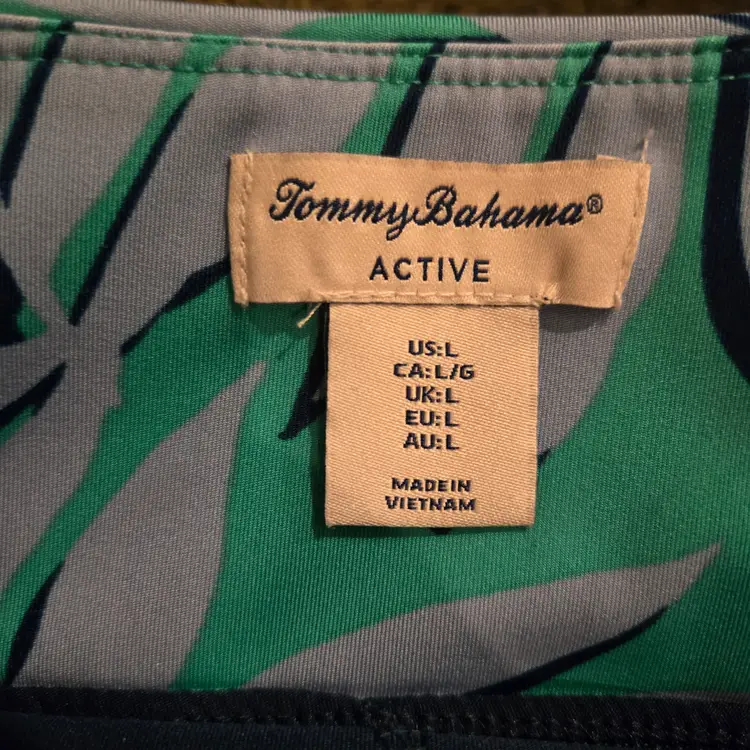 Tommy Bahama®
ACTIVE
US:L
CA:L/G
UK:L
EU:L
AU:L
MADE IN
VIETNAM